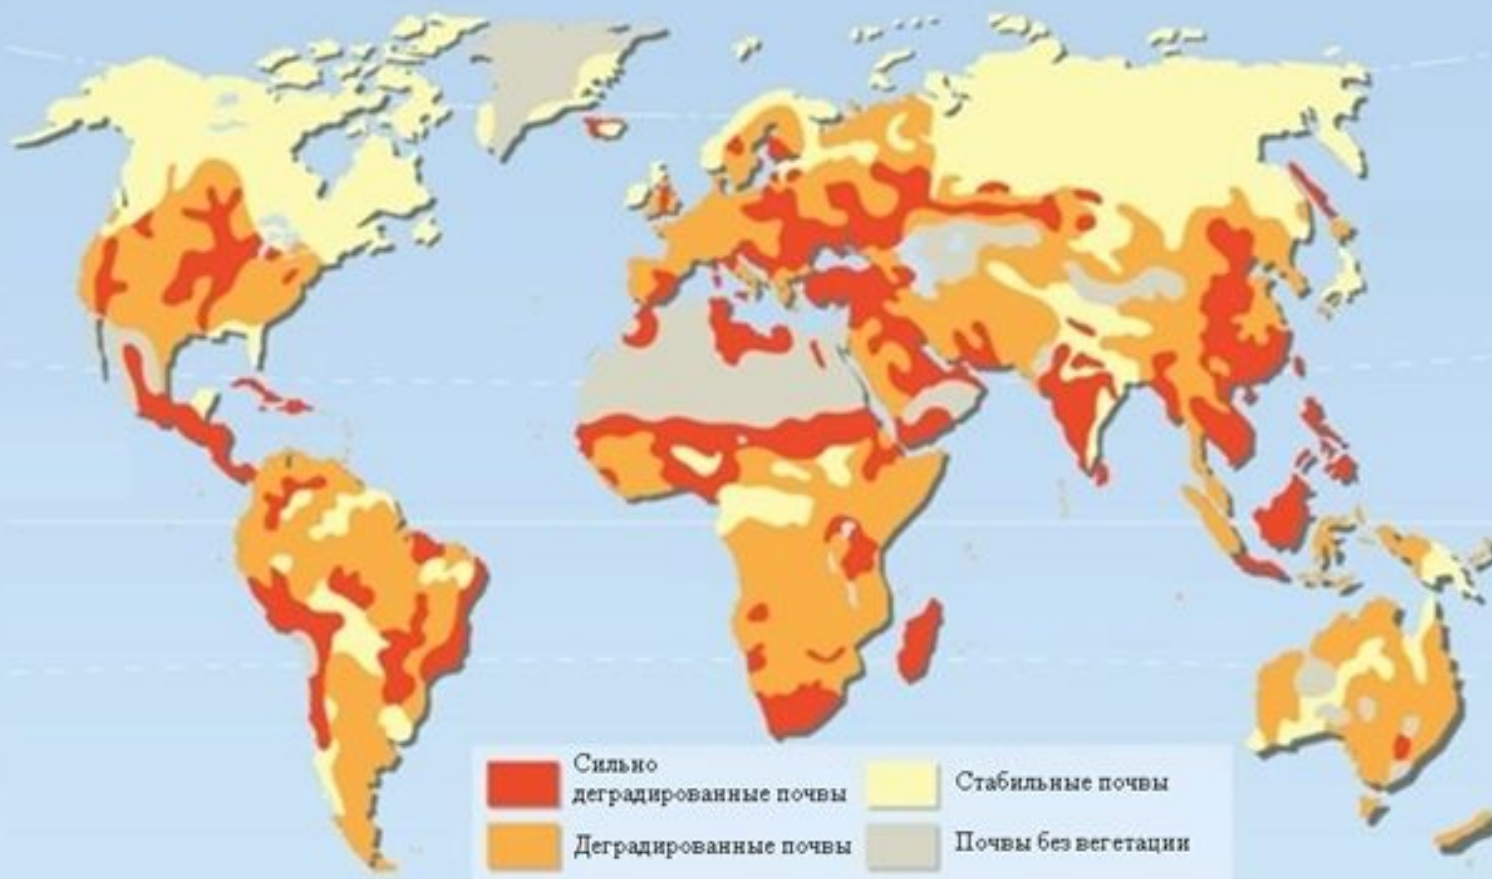 Сильно
деградированные почвы
Деградированные почвы
Стабильные почвы
Почвы без вегетации